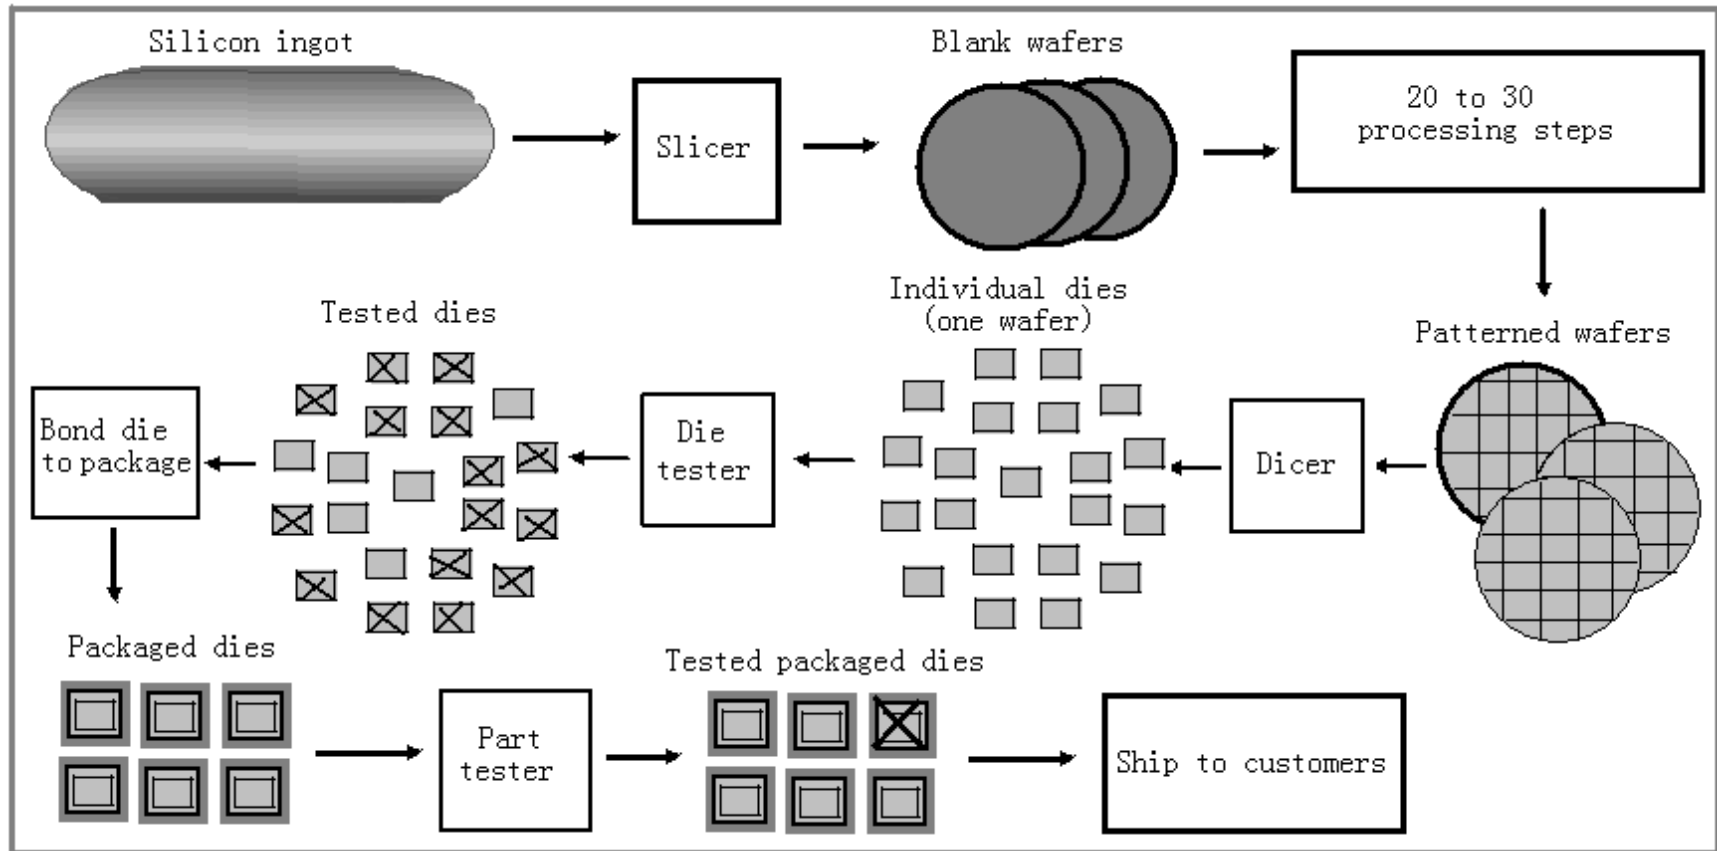 Silicon ingot
Slicer
Blank wafers
20 to 30
processing steps
Patterned wafers
Dicer
Individual dies
(one wafer)
Die
tester
Tested dies
Bond die
to package
Packaged dies
Part
tester
Tested packaged dies
Ship to customers